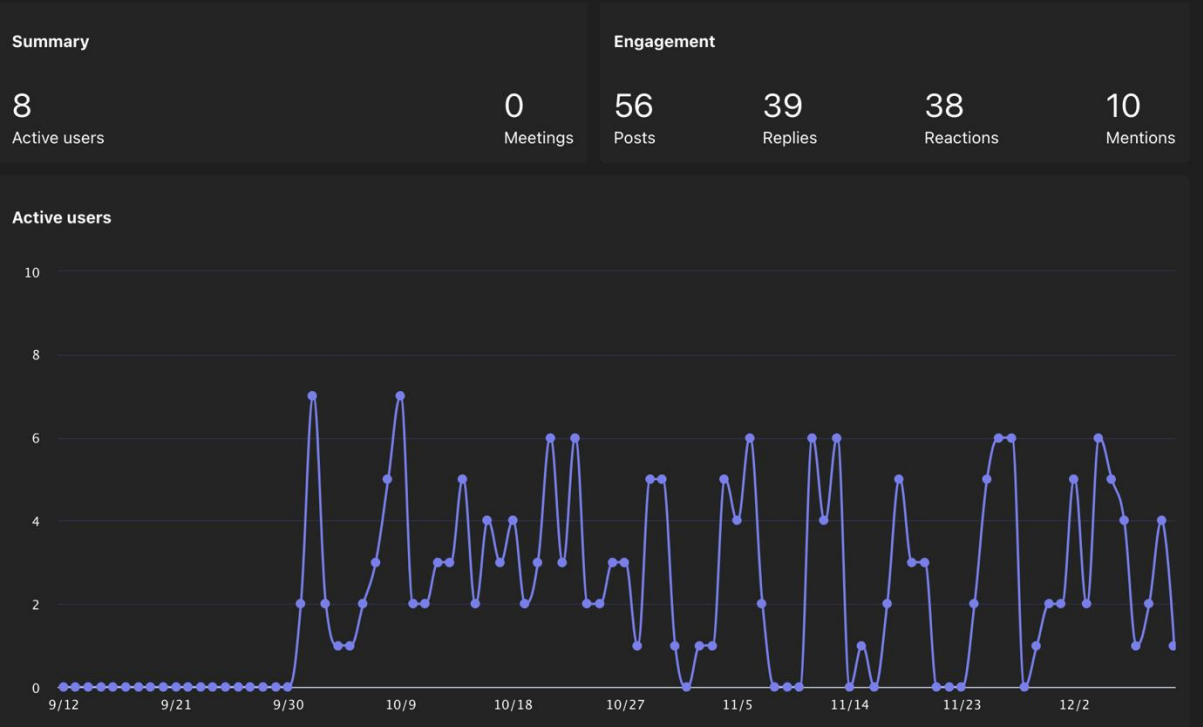 Summary
8
Active users
0
Meetings
Engagement
56
Posts
39
Replies
38
Reactions
10
Mentions
Active users
10
8
6
4
2
0
9/12 9/21 9/30 10/9 10/18 10/27 11/5 11/14 11/23 12/2